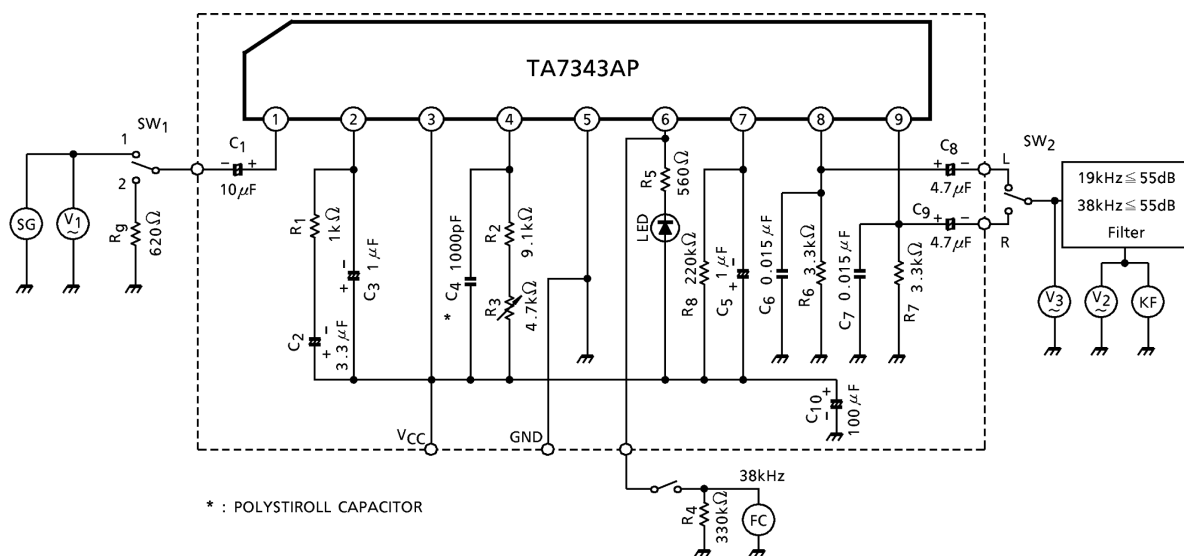 TA7343AP
1 2 3 4 5 6 7 8 9
SW1
1
2
C1
10μF
SG
V1
~
Rg
620Ω
R1
1kΩ
C2
3.3μF
C3 1μF
* C4 1000pF
R2
9.1kΩ
R3
4.7kΩ
R5
560Ω
LED
R8 220kΩ
C5 1μF
C6 0.015μF
R6 3.3kΩ
C7 0.015μF
R7
3.3kΩ
C8
4.7μF
C9
4.7μF
L
SW2
R
19kHz≦55dB
38kHz≦55dB
Filter
V3
~
V2
~
KF
C10
100μF
VCC
GND
38kHz
R4
330kΩ
FC
* : POLYSTIROLL CAPACITOR